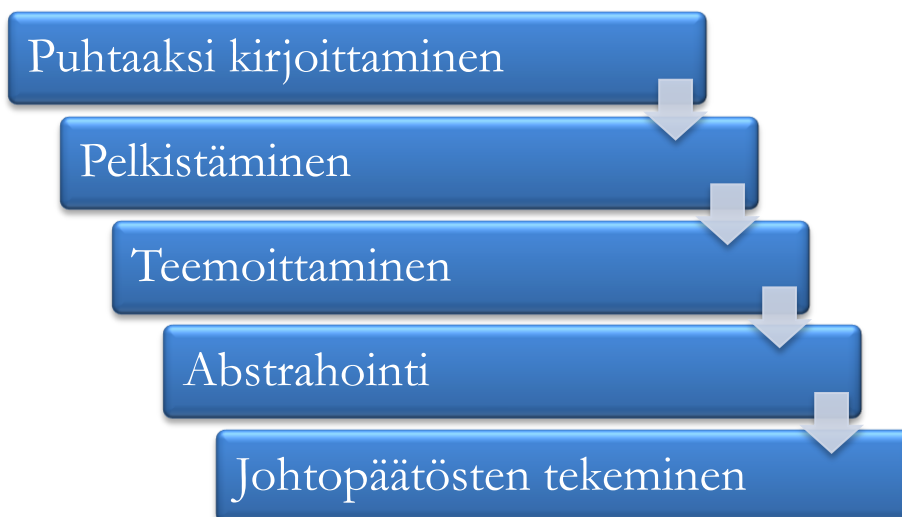 Puhtaaksi kirjoittaminen
Pelkistäminen
Teemoittaminen
Abstrahointi
Johtopäätösten tekeminen